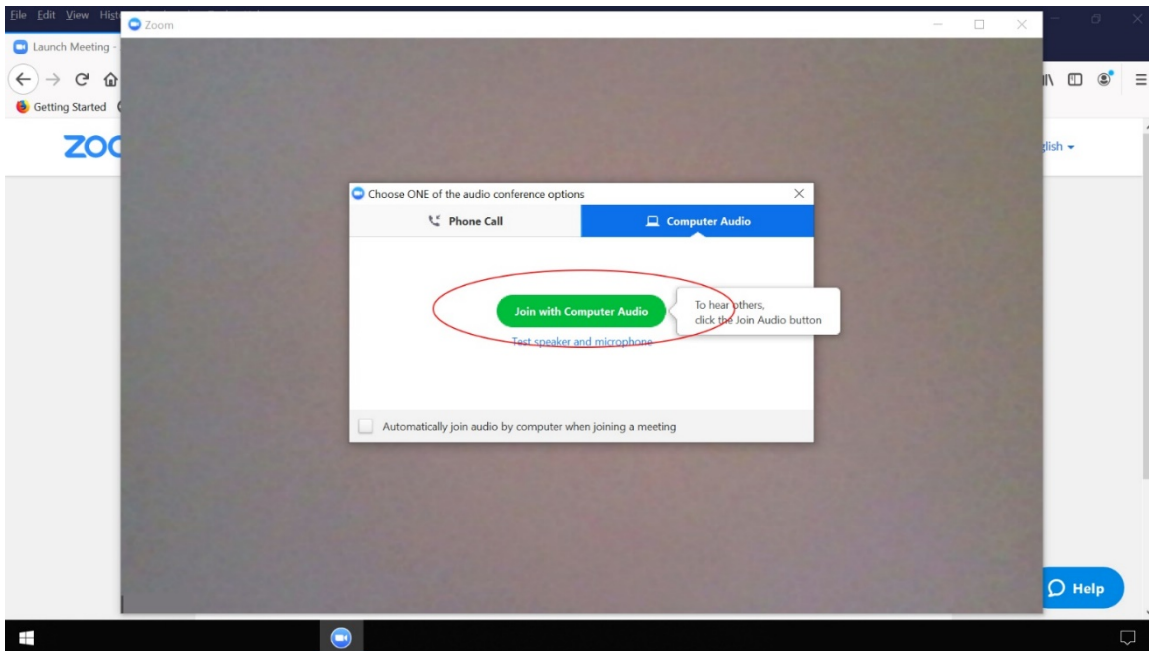 File Edit View
Zoom
Launch Meeting -
Getting Started
Choose ONE of the audio conference options
Phone Call
Computer Audio
Join with Computer Audio
To hear others,
click the Join Audio button
Test speaker and microphone
Automatically join audio by computer when joining a meeting
Help